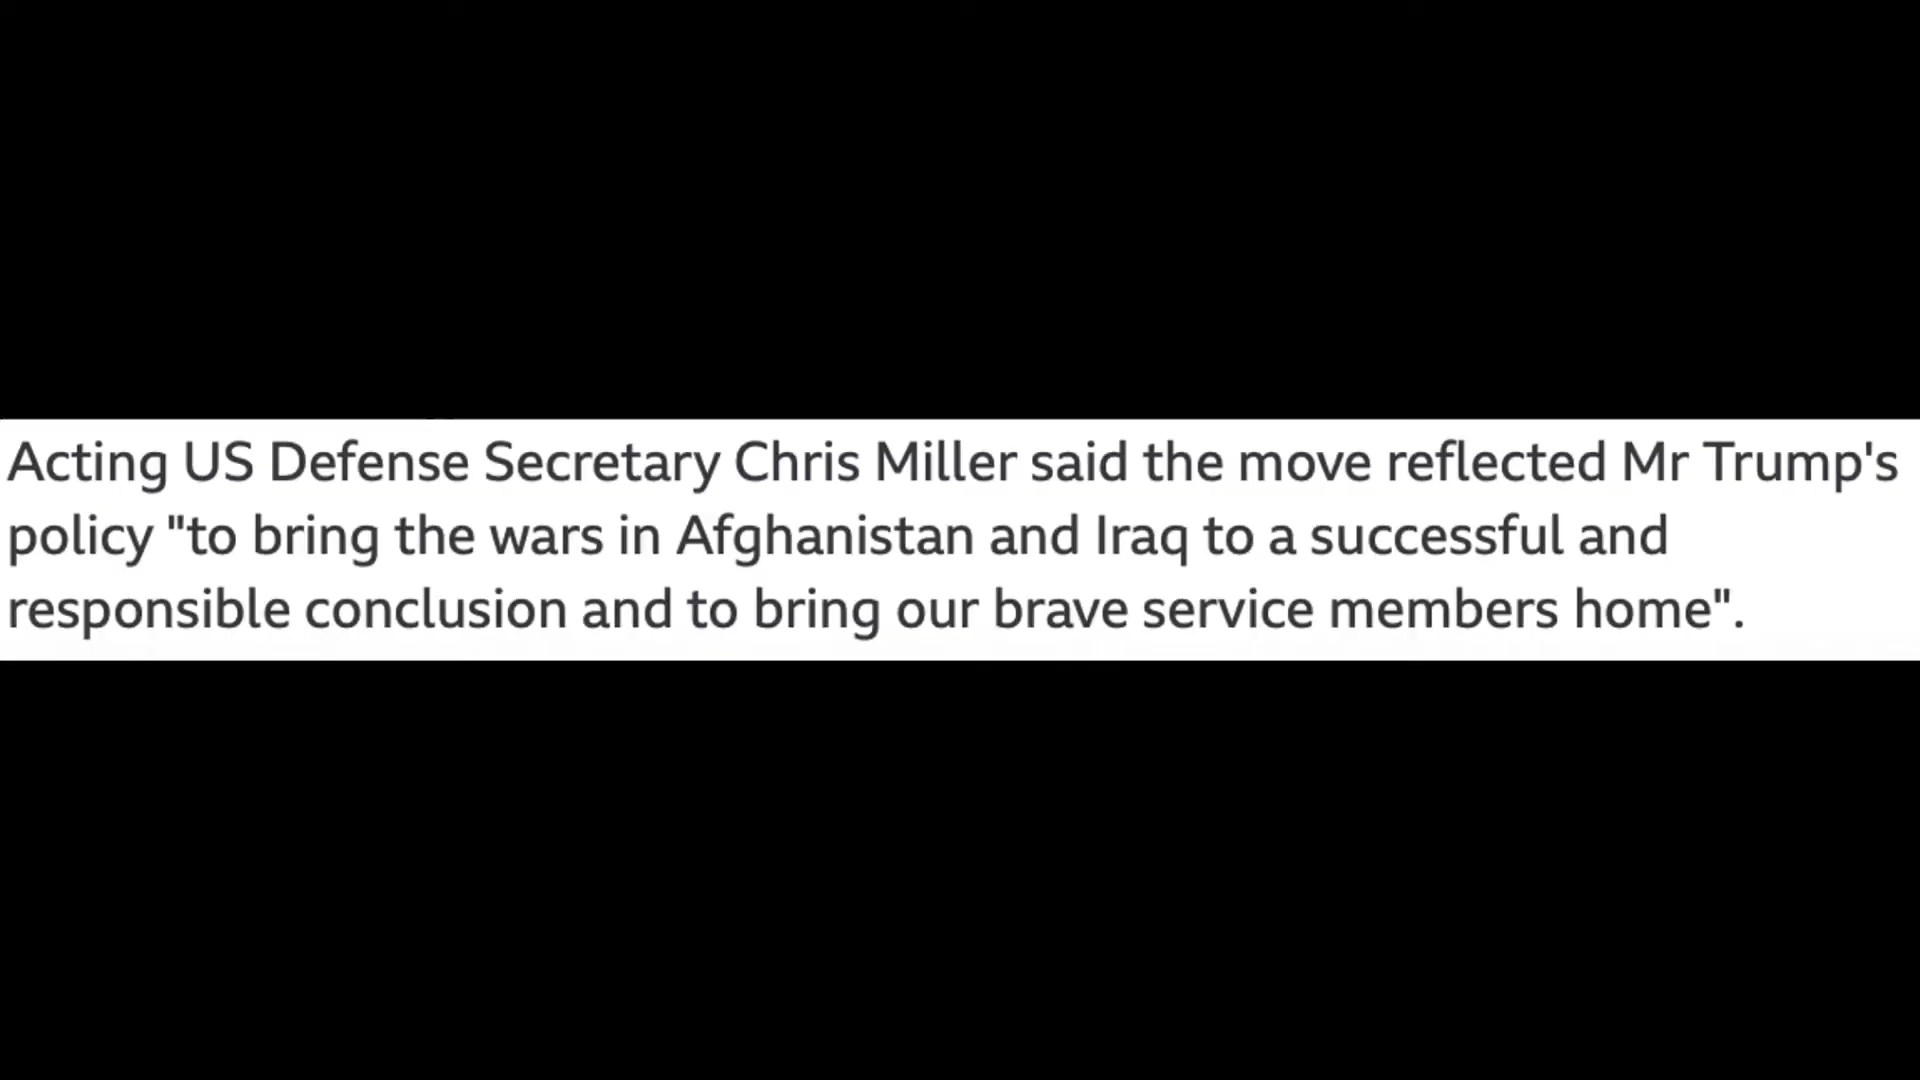 Acting US Defense Secretary Chris Miller said the move reflected Mr Trump's
policy "to bring the wars in Afghanistan and Iraq to a successful and
responsible conclusion and to bring our brave service members home".